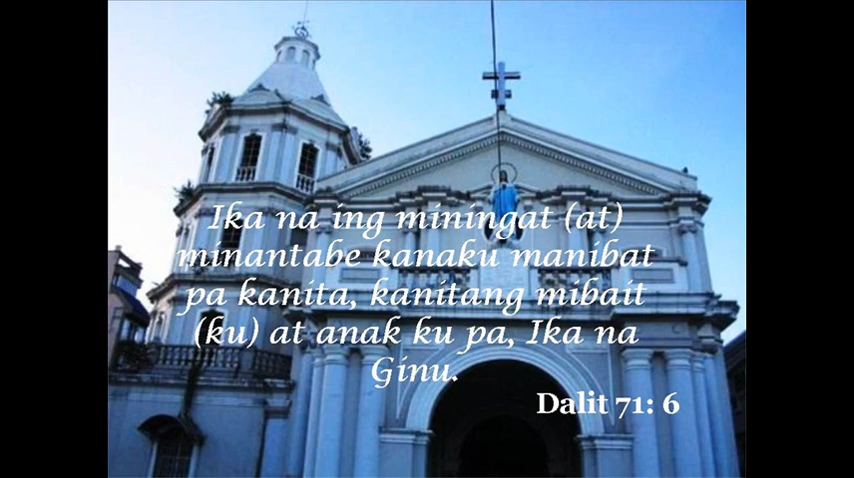 Ika na ing miningat (at)
minantabe kanaku manibat
pa kanita, kanitang mibait
(ku) at anak ku pa, Ika na
Ginu.
Dalit 71: 6